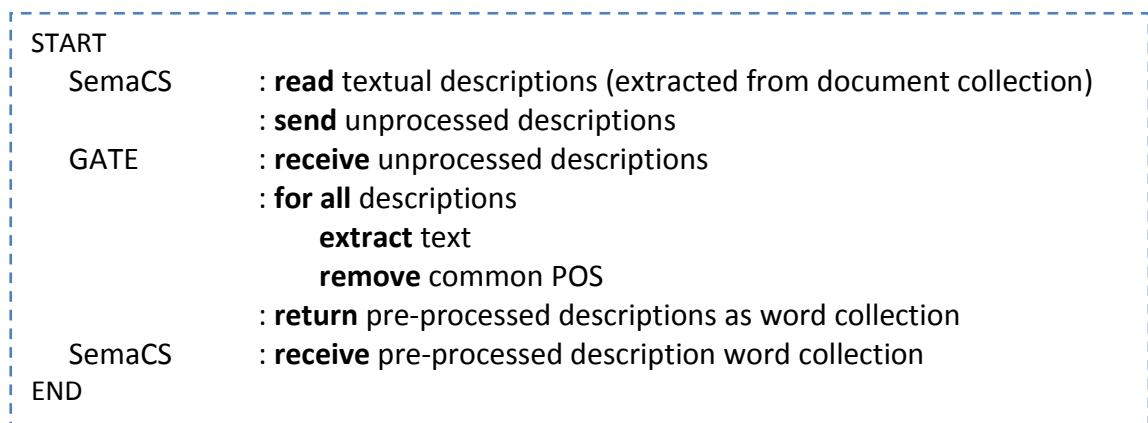 START
SemaCS : read textual descriptions (extracted from document collection)
: send unprocessed descriptions
GATE : receive unprocessed descriptions
: for all descriptions
extract text
remove common POS
: return pre-processed descriptions as word collection
SemaCS : receive pre-processed description word collection
END